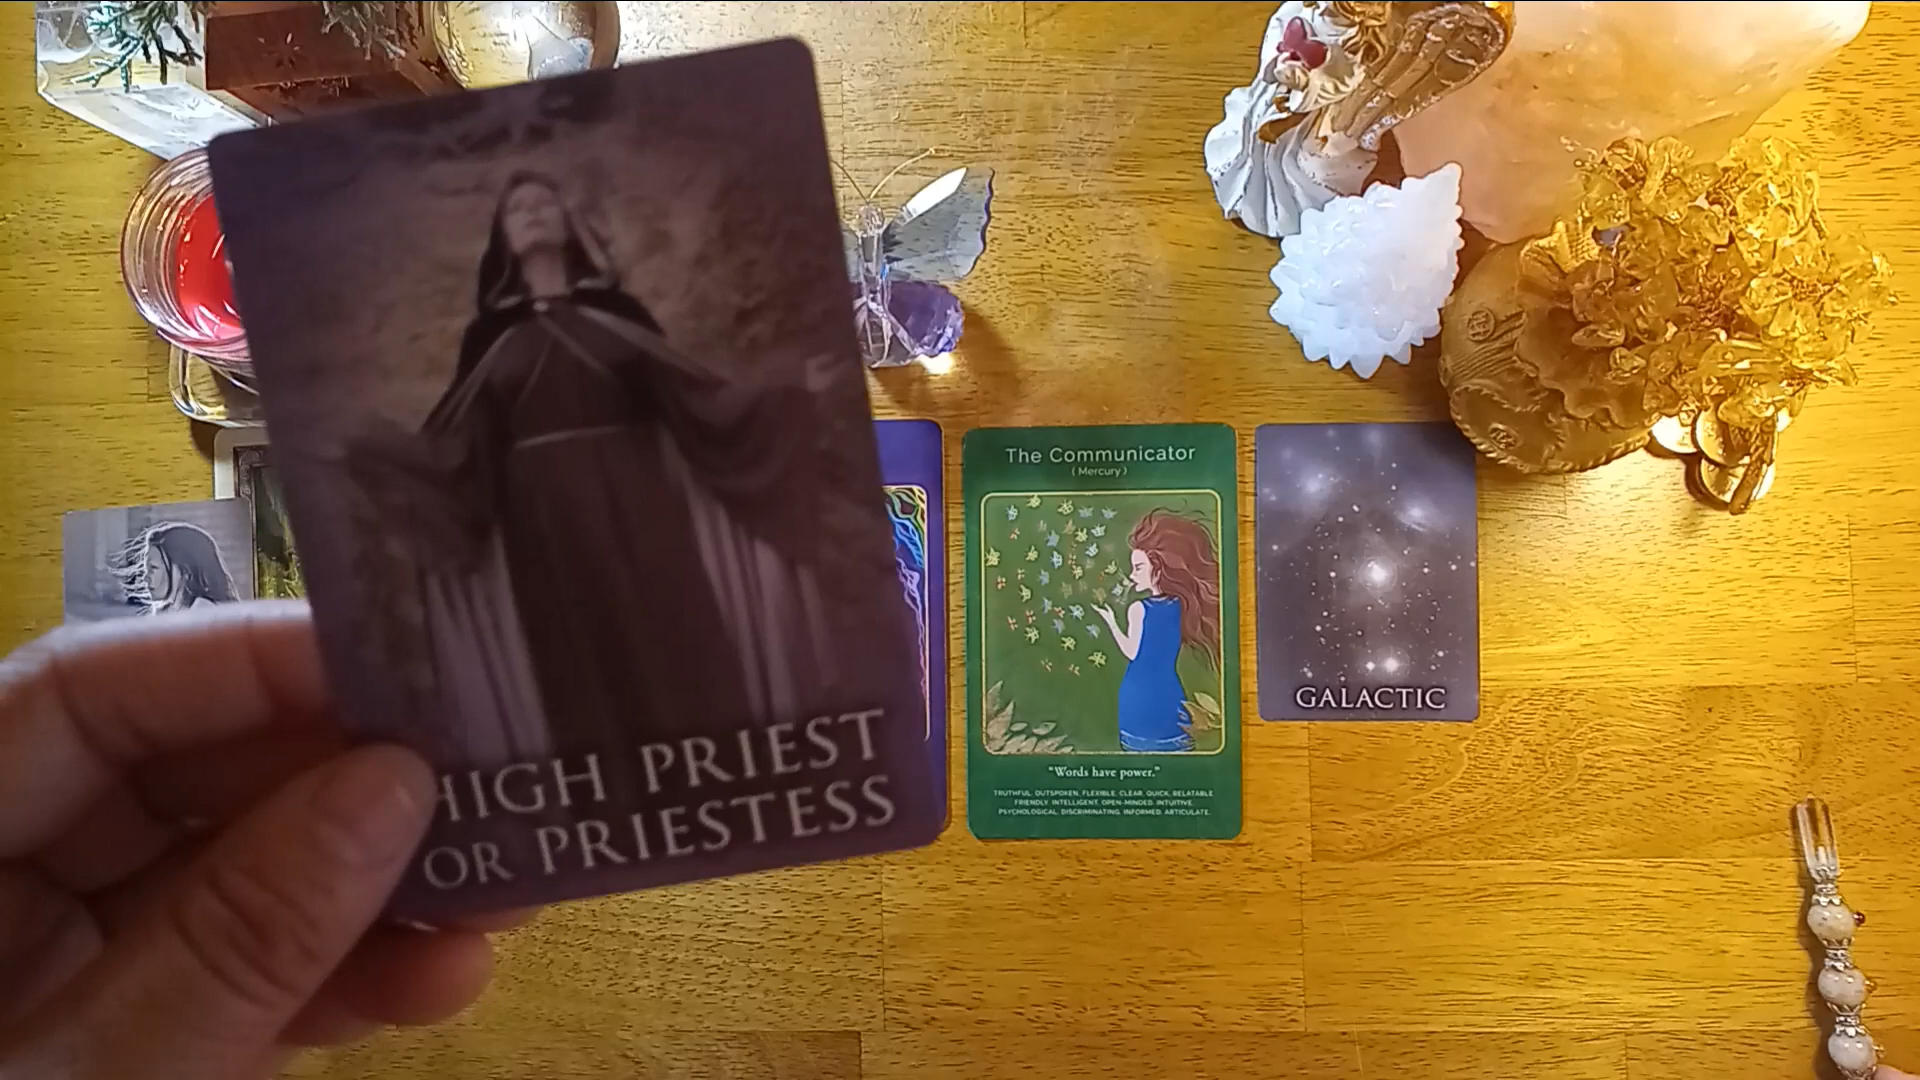 HIGH PRIEST
OR PRIESTESS
The Communicator
( Mercury )
"Words have power."
TRUTHFUL. OUTSPOKEN. FLEXIBLE. CLEAR. QUICK. RELATABLE
FRIENDLY. INTELLIGENT. OPEN-MINDED. INTUITIVE.
PSYCHOLOGICAL. DISCRIMINATING. INFORMED. ARTICULATE.
GALACTIC